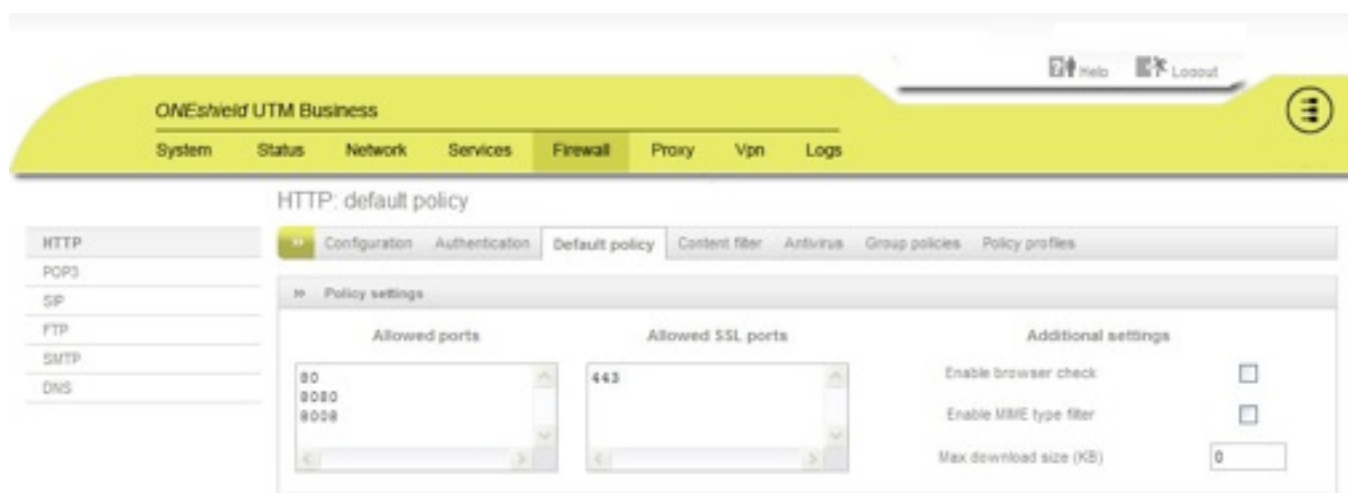 Help Logout
ONEshield UTM Business
System Status Network Services Firewall Proxy Vpn Logs
HTTP: default policy
HTTP
POP3
SIP
FTP
SMTP
DNS
» Configuration Authentication Default policy Content filter Antivirus Group policies Policy profiles
» Policy settings
Allowed ports
80
8080
8008
Allowed SSL ports
443
Additional settings
Enable browser check
Enable MIME type filter
Max download size (KB) 0